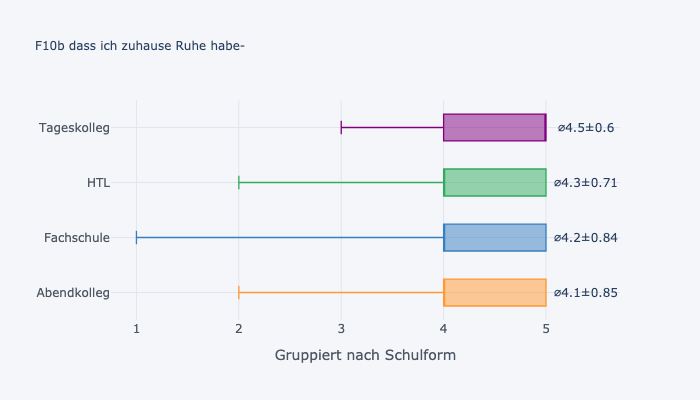 F10b dass ich zuhause Ruhe habe-
Tageskolleg
⌀4.5±0.6
HTL
⌀4.3±0.71
Fachschule
⌀4.2±0.84
Abendkolleg
⌀4.1±0.85
1 2 3 4 5
Gruppiert nach Schulform